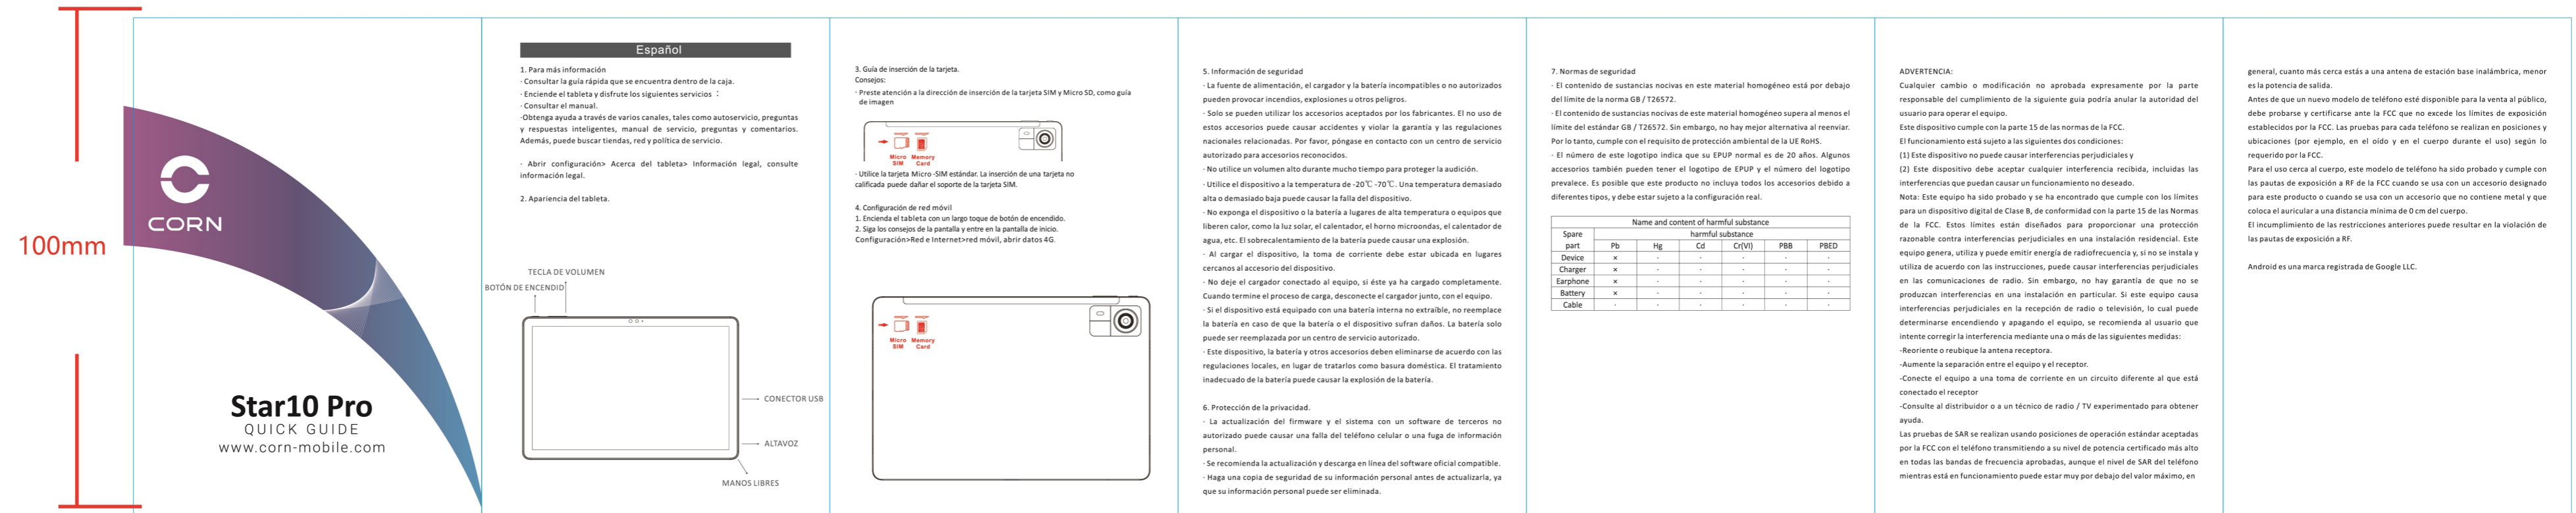 100mm
CORN
Star10 Pro
QUICK GUIDE
www.corn-mobile.com
Español
1. Para más información
· Consultar la guía rápida que se encuentra dentro de la caja.
· Enciende el tableta y disfrute los siguientes servicios ：
· Consultar el manual.
·Obtenga ayuda a través de varios canales, tales como autoservicio, preguntas
y respuestas inteligentes, manual de servicio, preguntas y comentarios.
Además, puede buscar tiendas, red y política de servicio.
· Abrir configuración> Acerca del tableta> Información legal, consulte
información legal.
2. Apariencia del tableta.
TECLA DE VOLUMEN
BOTÓN DE ENCENDID
CONECTOR USB
ALTAVOZ
MANOS LIBRES
3. Guía de inserción de la tarjeta.
Consejos:
· Preste atención a la dirección de inserción de la tarjeta SIM y Micro SD, como guía
de imagen
Micro Memory
SIM Card
· Utilice la tarjeta Micro -SIM estándar. La inserción de una tarjeta no
calificada puede dañar el soporte de la tarjeta SIM.
4. Configuración de red móvil
1. Encienda el tableta con un largo toque de botón de encendido.
2. Siga los consejos de la pantalla y entre en la pantalla de inicio.
Configuración>Red e Internet>red móvil, abrir datos 4G.
Micro Memory
SIM Card
5. Información de seguridad
· La fuente de alimentación, el cargador y la batería incompatibles o no autorizados
pueden provocar incendios, explosiones u otros peligros.
· Solo se pueden utilizar los accesorios aceptados por los fabricantes. El no uso de
estos accesorios puede causar accidentes y violar la garantía y las regulaciones
nacionales relacionadas. Por favor, póngase en contacto con un centro de servicio
autorizado para accesorios reconocidos.
· No utilice un volumen alto durante mucho tiempo para proteger la audición.
· Utilice el dispositivo a la temperatura de -20℃ -70℃. Una temperatura demasiado
alta o demasiado baja puede causar la falla del dispositivo.
· No exponga el dispositivo o la batería a lugares de alta temperatura o equipos que
liberen calor, como la luz solar, el calentador, el horno microondas, el calentador de
agua, etc. El sobrecalentamiento de la batería puede causar una explosión.
· Al cargar el dispositivo, la toma de corriente debe estar ubicada en lugares
cercanos al accesorio del dispositivo.
· No deje el cargador conectado al equipo, si éste ya ha cargado completamente.
Cuando termine el proceso de carga, desconecte el cargador junto, con el equipo.
· Si el dispositivo está equipado con una batería interna no extraíble, no reemplace
la batería en caso de que la batería o el dispositivo sufran daños. La batería solo
puede ser reemplazada por un centro de servicio autorizado.
· Este dispositivo, la batería y otros accesorios deben eliminarse de acuerdo con las
regulaciones locales, en lugar de tratarlos como basura doméstica. El tratamiento
inadecuado de la batería puede causar la explosión de la batería.
6. Protección de la privacidad.
· La actualización del firmware y el sistema con un software de terceros no
autorizado puede causar una falla del teléfono celular o una fuga de información
personal.
· Se recomienda la actualización y descarga en línea del software oficial compatible.
· Haga una copia de seguridad de su información personal antes de actualizarla, ya
que su información personal puede ser eliminada.
7. Normas de seguridad
· El contenido de sustancias nocivas en este material homogéneo está por debajo
del límite de la norma GB / T26572.
· El contenido de sustancias nocivas de este material homogéneo supera al menos el
límite del estándar GB / T26572. Sin embargo, no hay mejor alternativa al reenviar.
Por lo tanto, cumple con el requisito de protección ambiental de la UE RoHS.
· El número de este logotipo indica que su EPUP normal es de 20 años. Algunos
accesorios también pueden tener el logotipo de EPUP y el número del logotipo
prevalece. Es posible que este producto no incluya todos los accesorios debido a
diferentes tipos, y debe estar sujeto a la configuración real.
Name and content of harmful substance
Spare part harmful substance
Pb Hg Cd Cr(VI) PBB PBED
Device × · · · · ·
Charger × · · · · ·
Earphone × · · · · ·
Battery × · · · · ·
Cable · · · · · ·
ADVERTENCIA:
Cualquier cambio o modificación no aprobada expresamente por la parte
responsable del cumplimiento de la siguiente guia podría anular la autoridad del
usuario para operar el equipo.
Este dispositivo cumple con la parte 15 de las normas de la FCC.
El funcionamiento está sujeto a las siguientes dos condiciones:
(1) Este dispositivo no puede causar interferencias perjudiciales y
(2) Este dispositivo debe aceptar cualquier interferencia recibida, incluidas las
interferencias que puedan causar un funcionamiento no deseado.
Nota: Este equipo ha sido probado y se ha encontrado que cumple con los límites
para un dispositivo digital de Clase B, de conformidad con la parte 15 de las Normas
de la FCC. Estos límites están diseñados para proporcionar una protección
razonable contra interferencias perjudiciales en una instalación residencial. Este
equipo genera, utiliza y puede emitir energía de radiofrecuencia y, si no se instala y
utiliza de acuerdo con las instrucciones, puede causar interferencias perjudiciales
en las comunicaciones de radio. Sin embargo, no hay garantía de que no se
produzcan interferencias en una instalación en particular. Si este equipo causa
interferencias perjudiciales en la recepción de radio o televisión, lo cual puede
determinarse encendiendo y apagando el equipo, se recomienda al usuario que
intente corregir la interferencia mediante una o más de las siguientes medidas:
-Reoriente o reubique la antena receptora.
-Aumente la separación entre el equipo y el receptor.
-Conecte el equipo a una toma de corriente en un circuito diferente al que está
conectado el receptor
-Consulte al distribuidor o a un técnico de radio / TV experimentado para obtener
ayuda.
Las pruebas de SAR se realizan usando posiciones de operación estándar aceptadas
por la FCC con el teléfono transmitiendo a su nivel de potencia certificado más alto
en todas las bandas de frecuencia aprobadas, aunque el nivel de SAR del teléfono
mientras está en funcionamiento puede estar muy por debajo del valor máximo, en
general, cuanto más cerca estás a una antena de estación base inalámbrica, menor
es la potencia de salida.
Antes de que un nuevo modelo de teléfono esté disponible para la venta al público,
debe probarse y certificarse ante la FCC que no excede los límites de exposición
establecidos por la FCC. Las pruebas para cada teléfono se realizan en posiciones y
ubicaciones (por ejemplo, en el oído y en el cuerpo durante el uso) según lo
requerido por la FCC.
Para el uso cerca al cuerpo, este modelo de teléfono ha sido probado y cumple con
las pautas de exposición a RF de la FCC cuando se usa con un accesorio designado
para este producto o cuando se usa con un accesorio que no contiene metal y que
coloca el auricular a una distancia mínima de 0 cm del cuerpo.
El incumplimiento de las restricciones anteriores puede resultar en la violación de
las pautas de exposición a RF.
Android es una marca registrada de Google LLC.